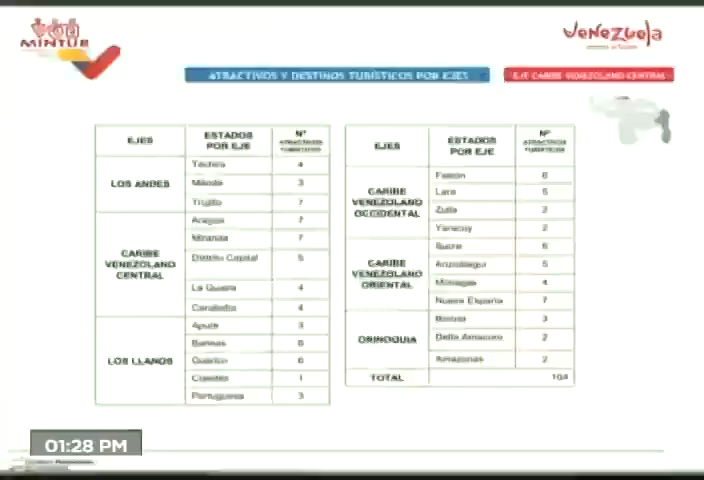 MINTUR
Venezuela
ATRACTIVOS Y DESTINOS TURÍSTICOS POR EJES
EJE CARIBE VENEZOLANO CENTRAL
EJES ESTADOS POR EJE N° ATRACTIVOS TURÍSTICOS
LOS ANDES
Táchira 4
Mérida 3
Trujillo 7
CARIBE VENEZOLANO CENTRAL
Aragua 7
Miranda 7
Distrito Capital 5
La Guaira 4
Carabobo 4
LOS LLANOS
Apure 3
Barinas
Guárico 6
Cojedes 1
Portuguesa 3
EJES ESTADOS POR EJE N° ATRACTIVOS TURÍSTICOS
CARIBE VENEZOLANO OCCIDENTAL
Falcón 6
Lara 5
Zulia 2
Yaracuy 2
CARIBE VENEZOLANO ORIENTAL
Sucre 6
Anzoátegui 5
Monagas 4
Nueva Esparta 7
ORINOQUIA
Bolívar 3
Delta Amacuro 2
Amazonas 2
TOTAL 104
01:28 PM